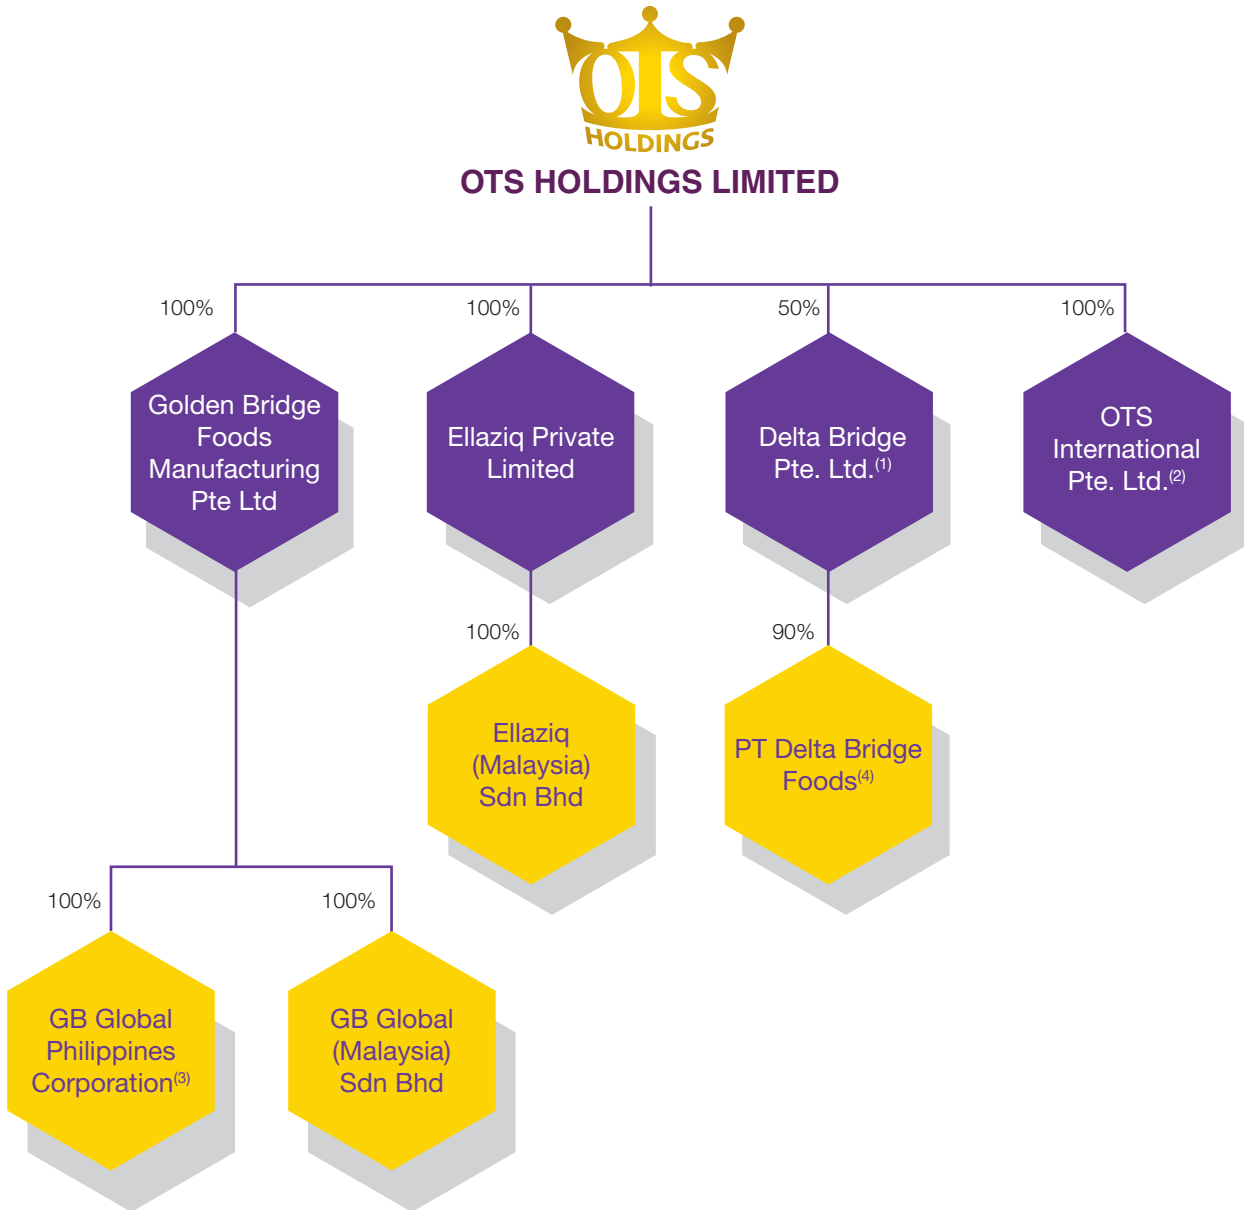 OTS
HOLDINGS
OTS HOLDINGS LIMITED
100%
100%
50%
100%
Golden Bridge
Foods
Manufacturing
Pte Ltd
Ellaziq Private
Limited
Delta Bridge
Pte. Ltd.(1)
OTS
International
Pte. Ltd.(2)
100%
90%
Ellaziq
(Malaysia)
Sdn Bhd
PT Delta Bridge
Foods(4)
100%
100%
GB Global
Philippines
Corporation(3)
GB Global
(Malaysia)
Sdn Bhd